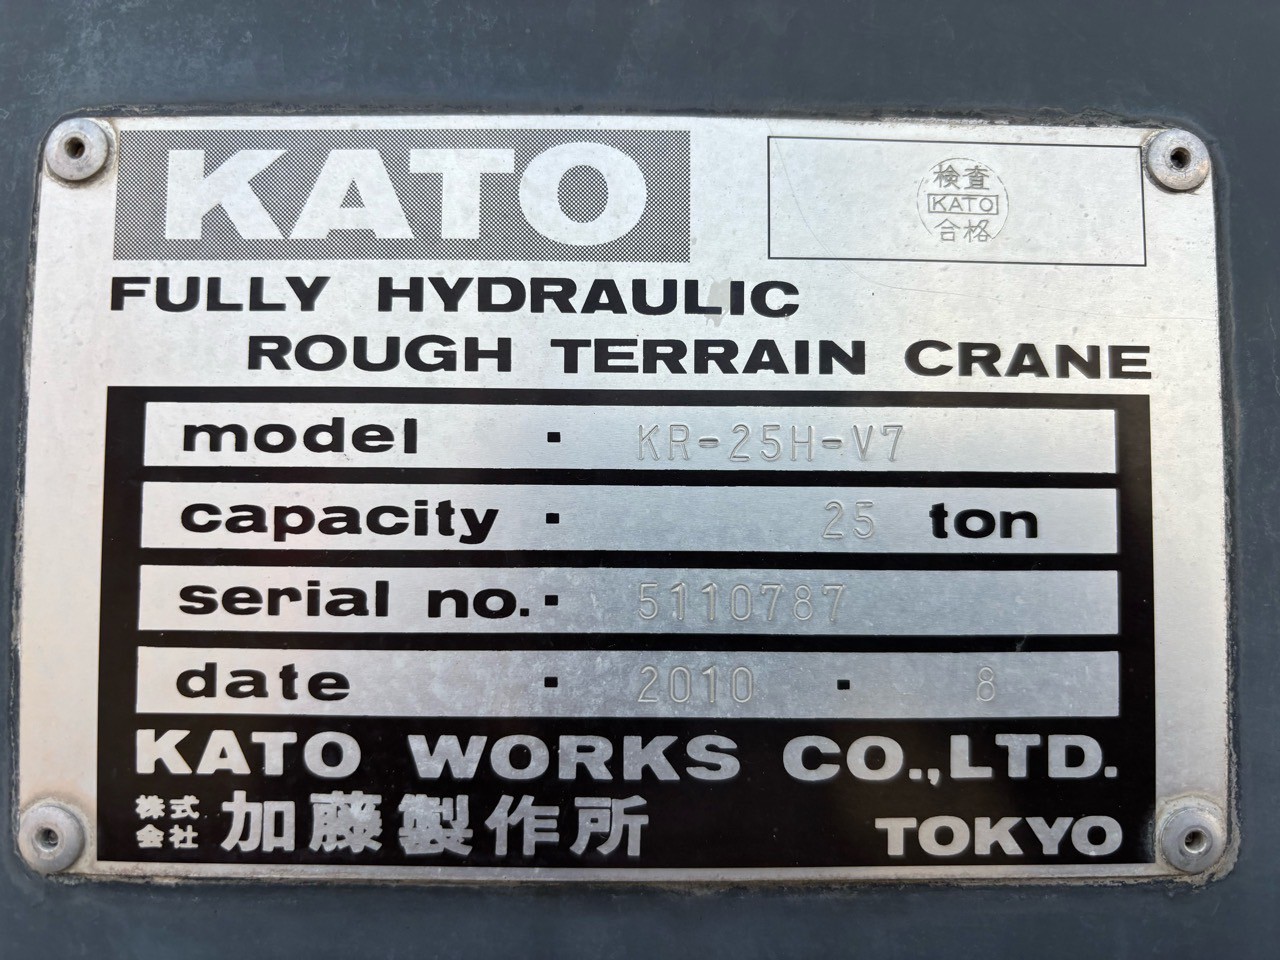 KATO
検査
KATO
合格
FULLY HYDRAULIC
ROUGH TERRAIN CRANE
model · KR-25H-V7
capacity · 25 ton
serial no. · 5110787
date · 2010 · 8
KATO WORKS CO.,LTD.
株式会社 加藤製作所 TOKYO